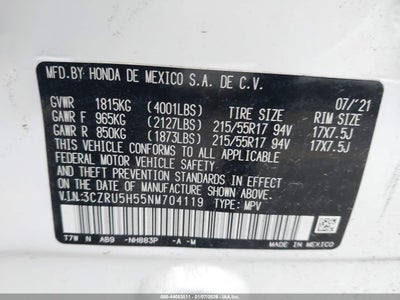 MFD.BY HONDA DE MEXICO S.A. DE C.V.
07/'21
GVWR 1815KG (4001LBS) TIRE SIZE RIM SIZE
GAWR F 965KG (2127LBS) 215/55R17 94V 17X7.5J
GAWR R 850KG (1873LBS) 215/55R17 94V 17X7.5J
THIS VEHICLE CONFORMS TO ALL APPLICABLE
FEDERAL MOTOR VEHICLE SAFETY AND
THEFT PREVENTION STANDARDS IN EFFECT ON
THE DATE OF MANUFACTURE SHOWN ABOVE.
V.I.N:3CZRU5H55NM704119 TYPE: MPV
T7W N AB9 -NH883P -A -M
MADE IN MEXICO